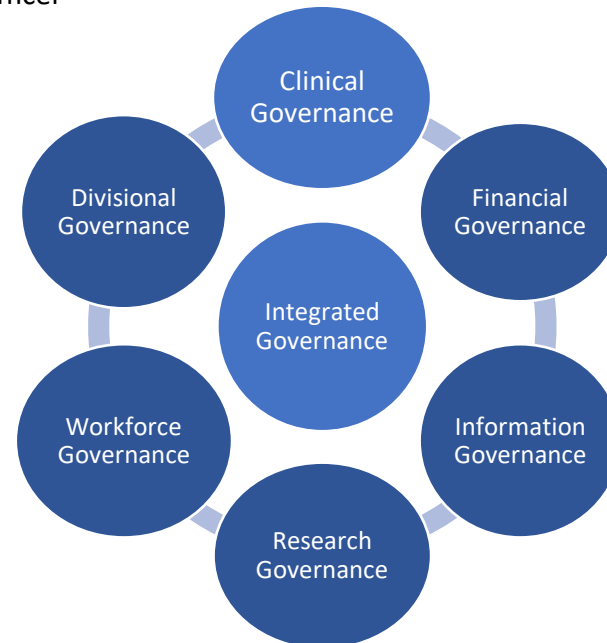 Clinical
Governance
Divisional
Governance
Financial
Governance
Integrated
Governance
Workforce
Governance
Information
Governance
Research
Governance